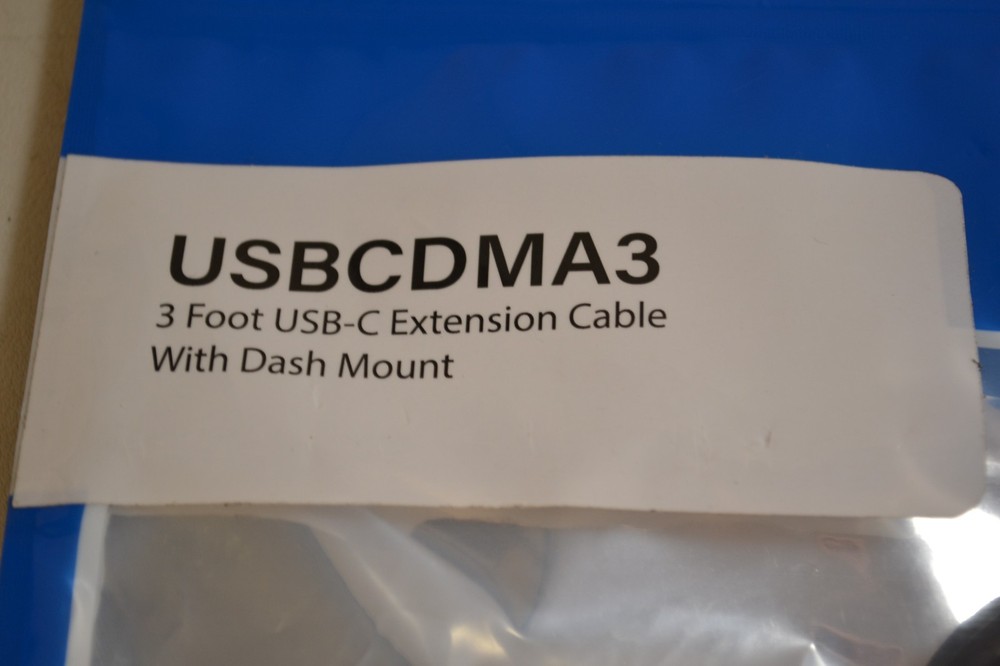 USBCDMA3
3 Foot USB-C Extension Cable
With Dash Mount